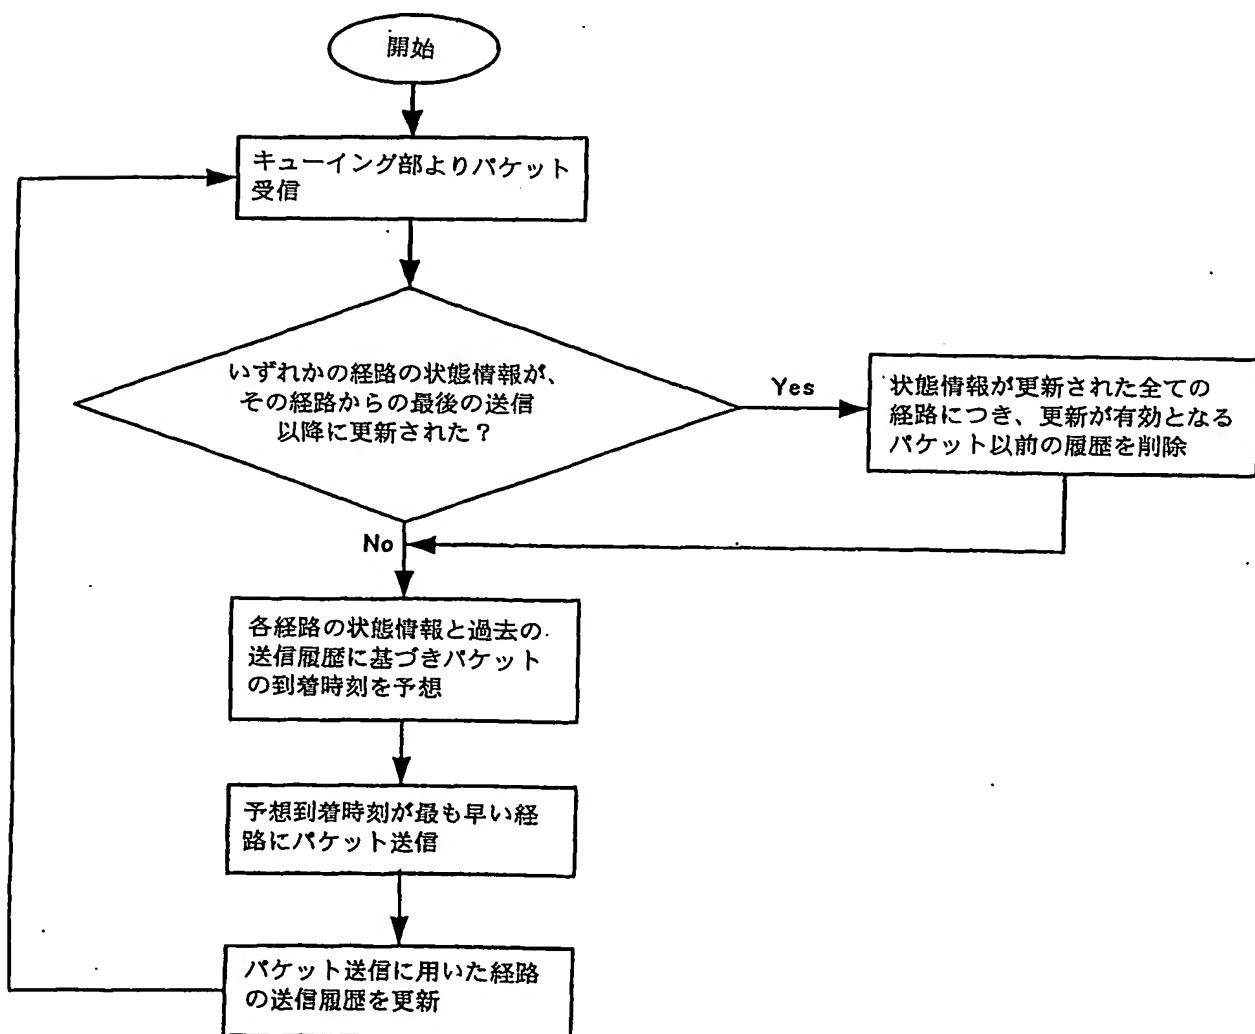 開始
キューイング部よりパケット
受信
いずれかの経路の状態情報が、
その経路からの最後の送信
以降に更新された？
Yes
状態情報が更新された全ての
経路につき、更新が有効となる
パケット以前の履歴を削除
No
各経路の状態情報と過去の
送信履歴に基づきパケット
の到着時刻を予想
予想到着時刻が最も早い経
路にパケット送信
パケット送信に用いた経路
の送信履歴を更新